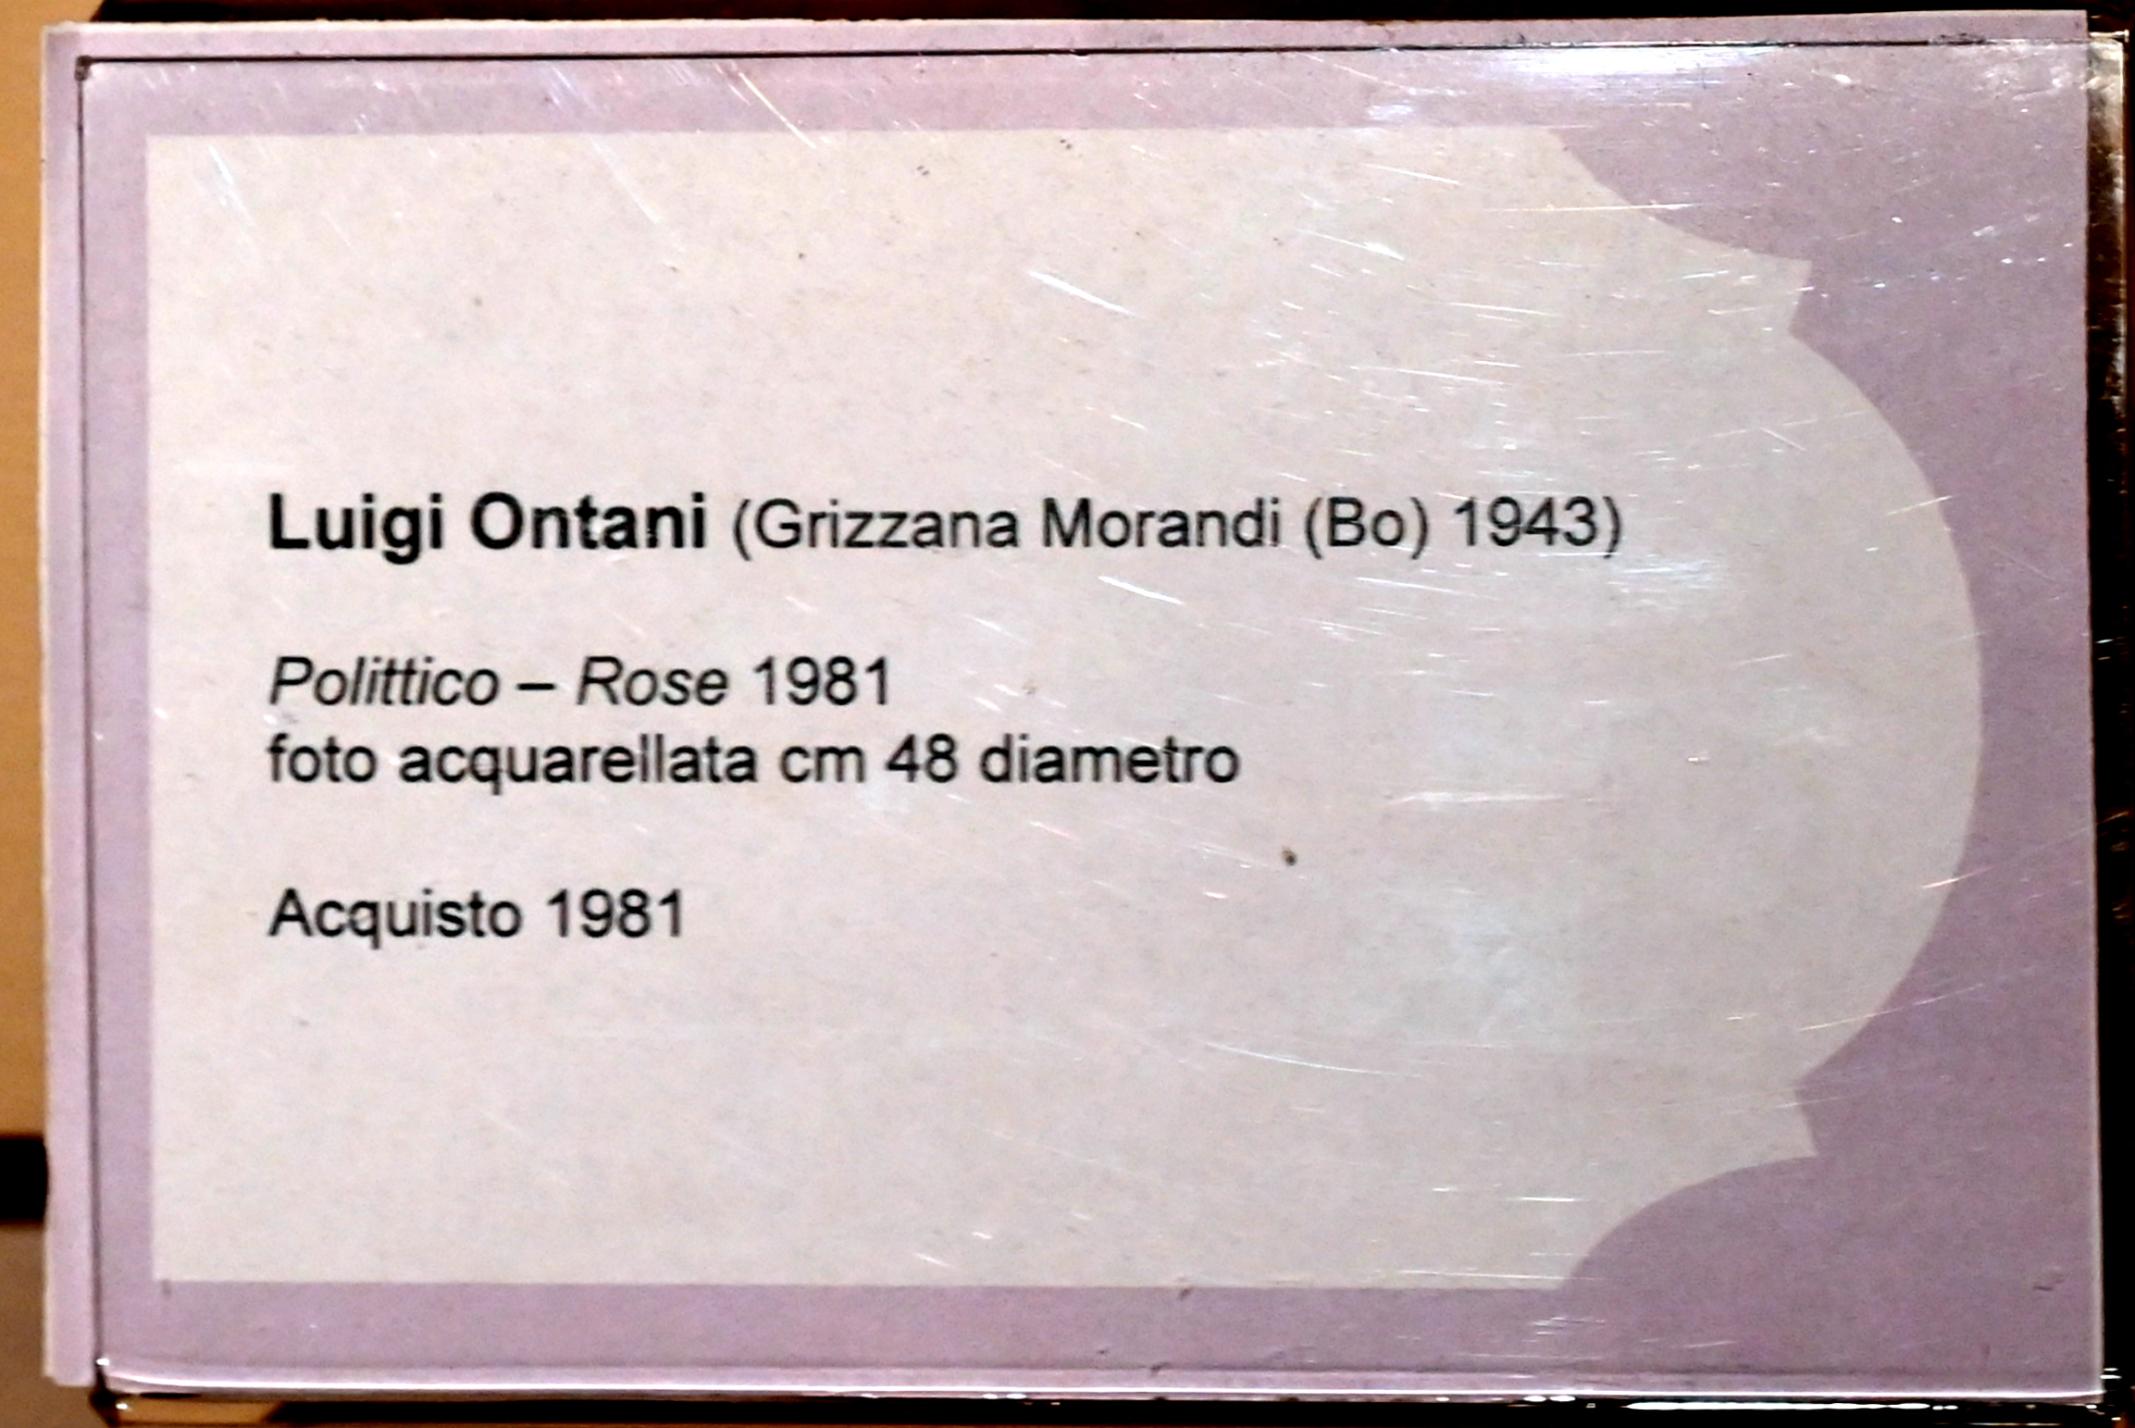 Luigi Ontani (Grizzana Morandi (Bo) 1943)
Polittico – Rose 1981
foto acquarellata cm 48 diametro
Acquisto 1981